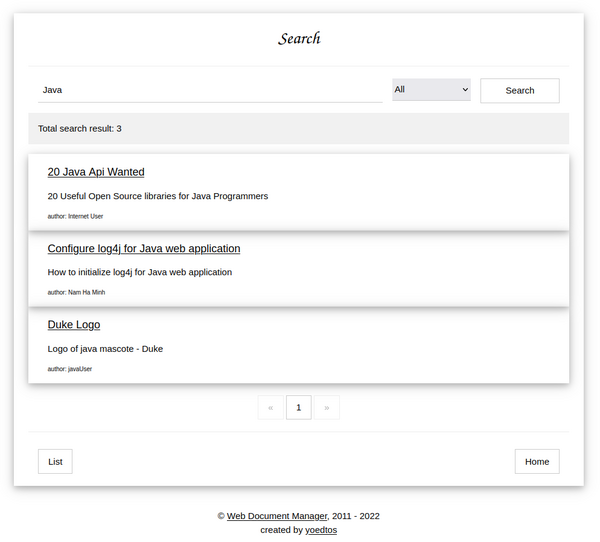 Search
Java All Search
Total search result: 3
20 Java Api Wanted
20 Useful Open Source libraries for Java Programmers
author: Internet User
Configure log4j for Java web application
How to initialize log4j for Java web application
author: Nam Ha Minh
Duke Logo
Logo of java mascote - Duke
author: javaUser
« 1 »
List Home
© Web Document Manager, 2011 - 2022
created by yoedtos